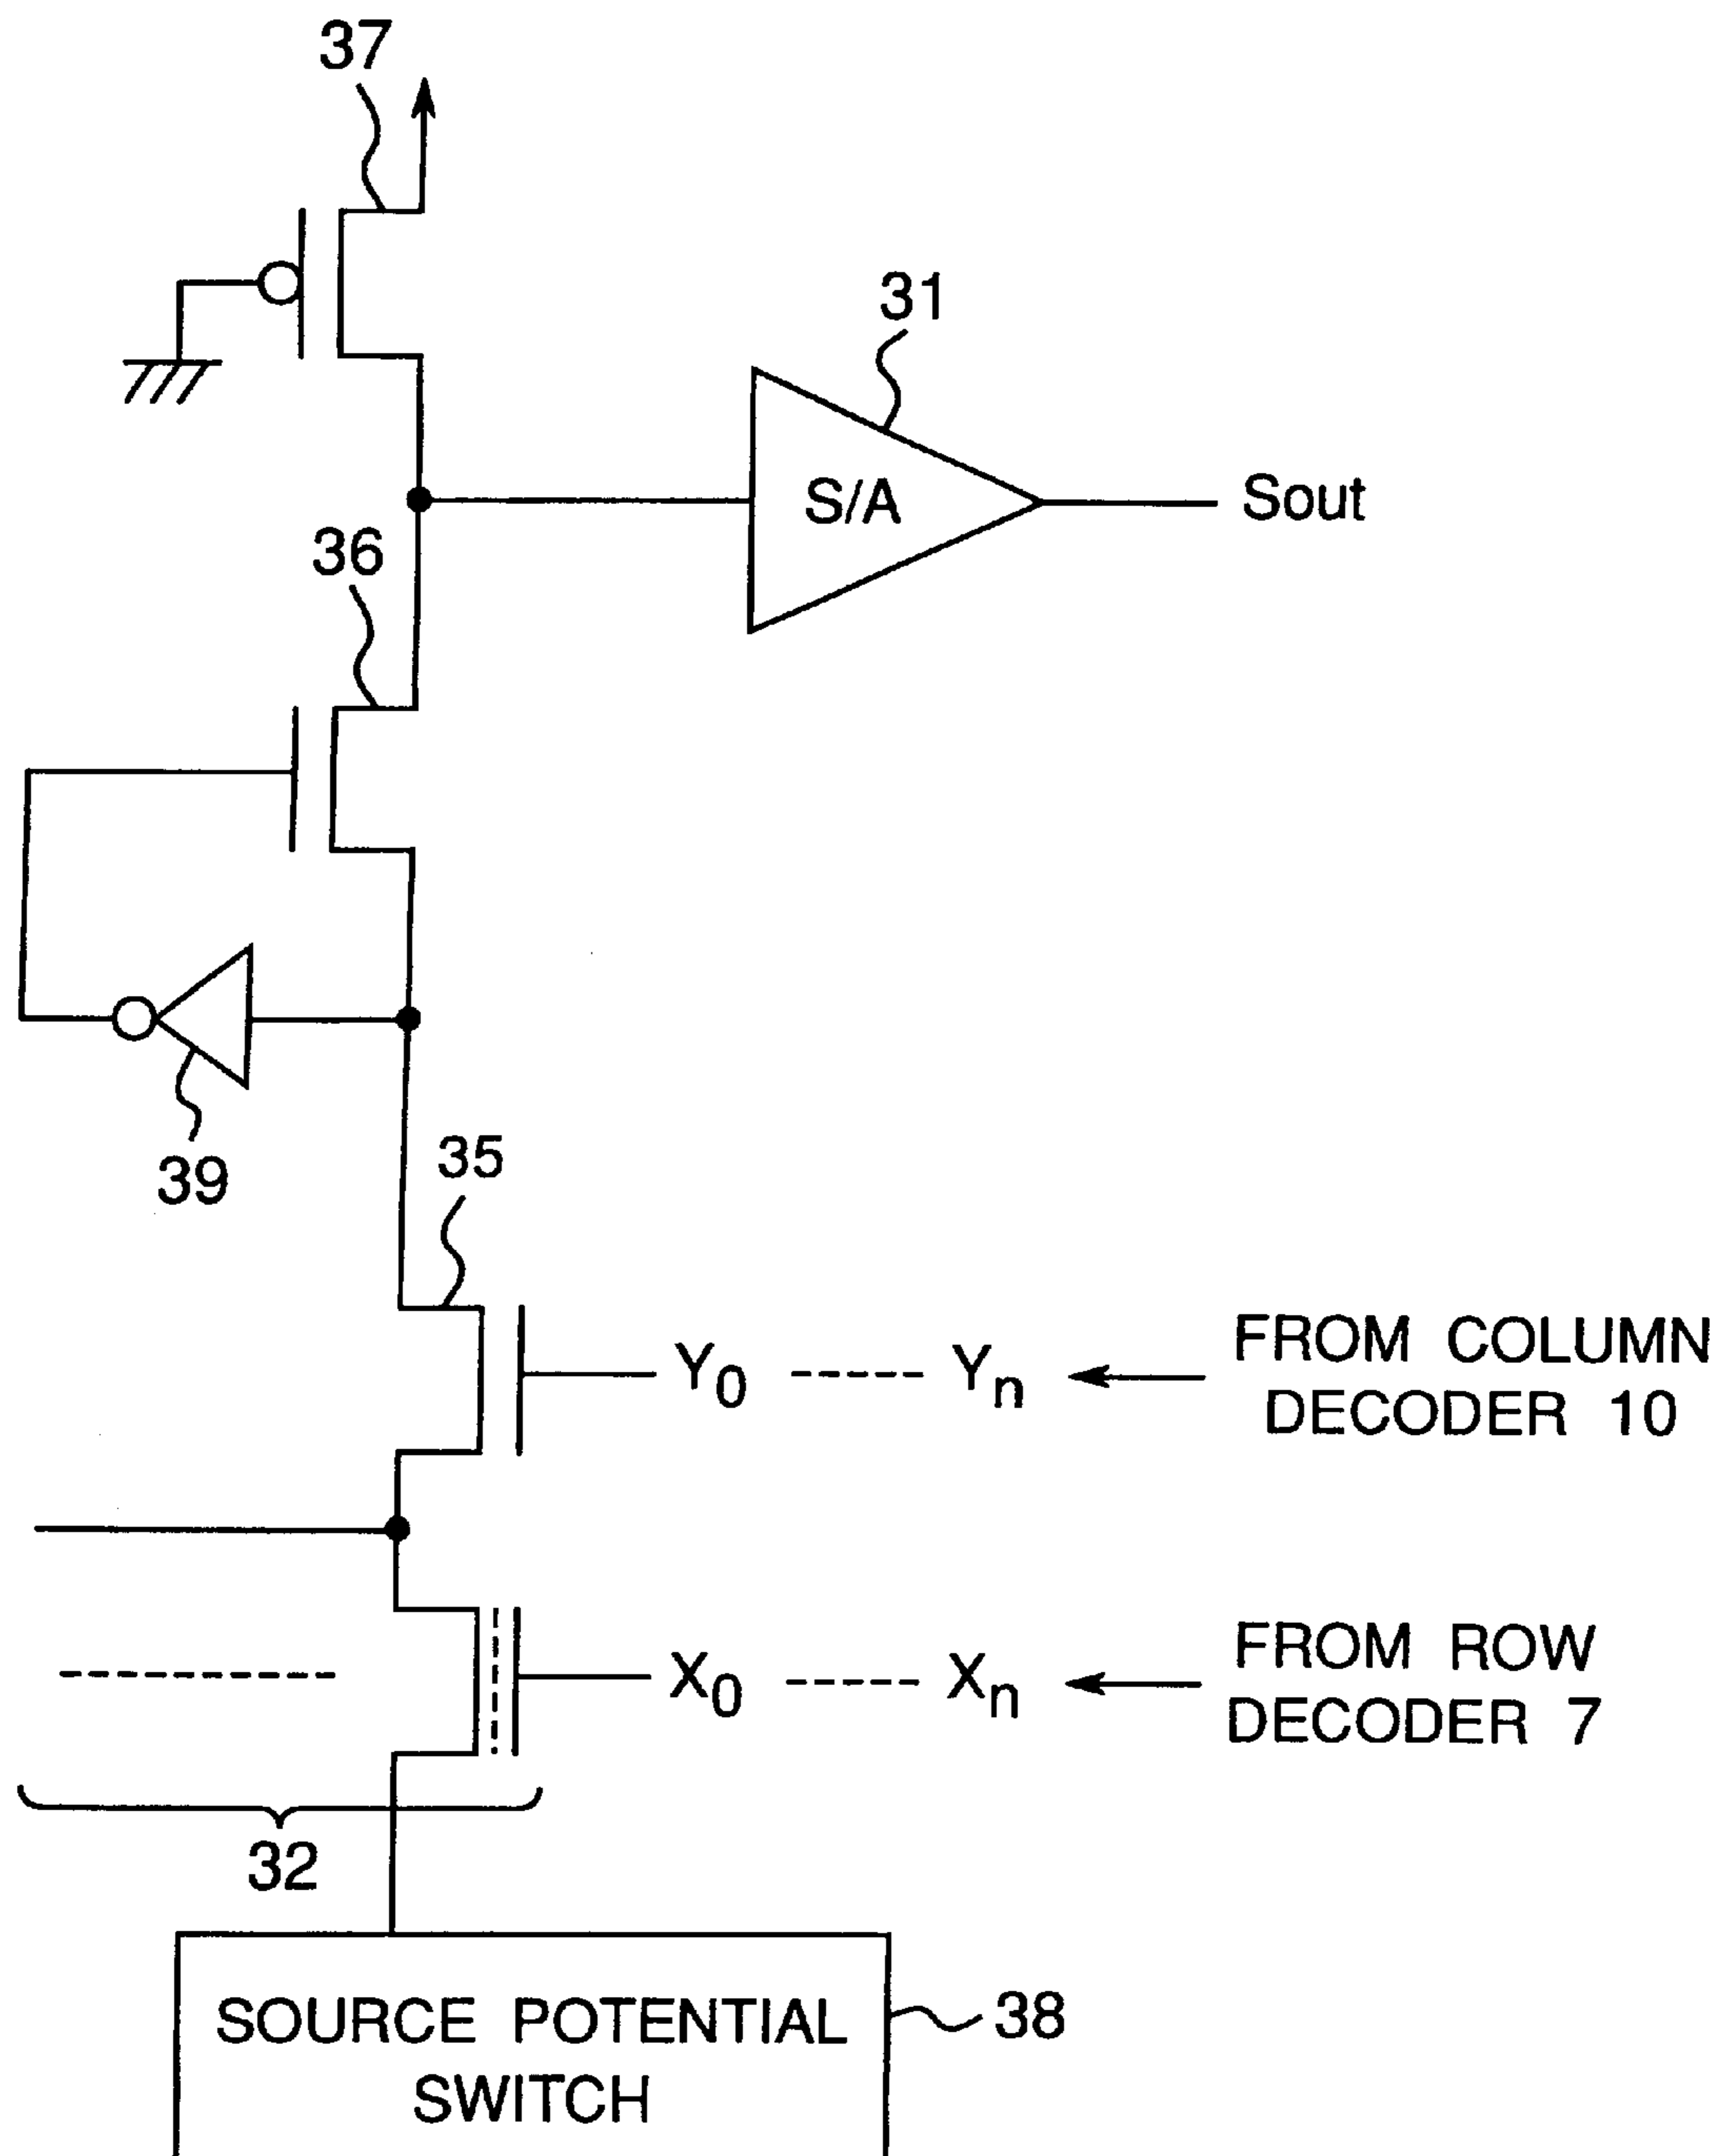 37
31
S/A
Sout
36
39
35
Y0 ------ Yn
FROM COLUMN
DECODER 10
X0 ------ Xn
FROM ROW
DECODER 7
32
SOURCE POTENTIAL
SWITCH
38